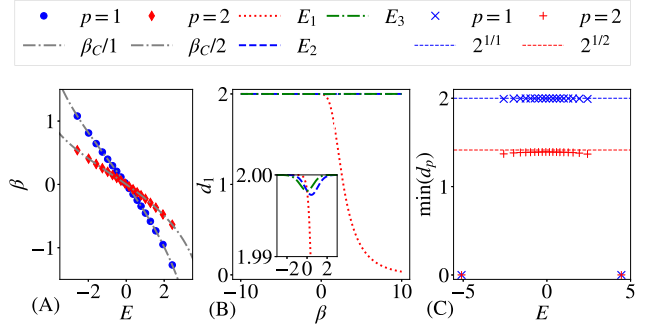 p = 1 p = 2 E₁ E₃ p = 1 p = 2
β_C/1 β_C/2 E₂ 2^{1/1} 2^{1/2}
β
1
0
−1
−2 0 2
E
(A)
d₁
2
1
0
2.00
1.99
−2 0 2
−10 0 10
β
(B)
min(d_p)
2
1
0
−5 0 5
E
(C)